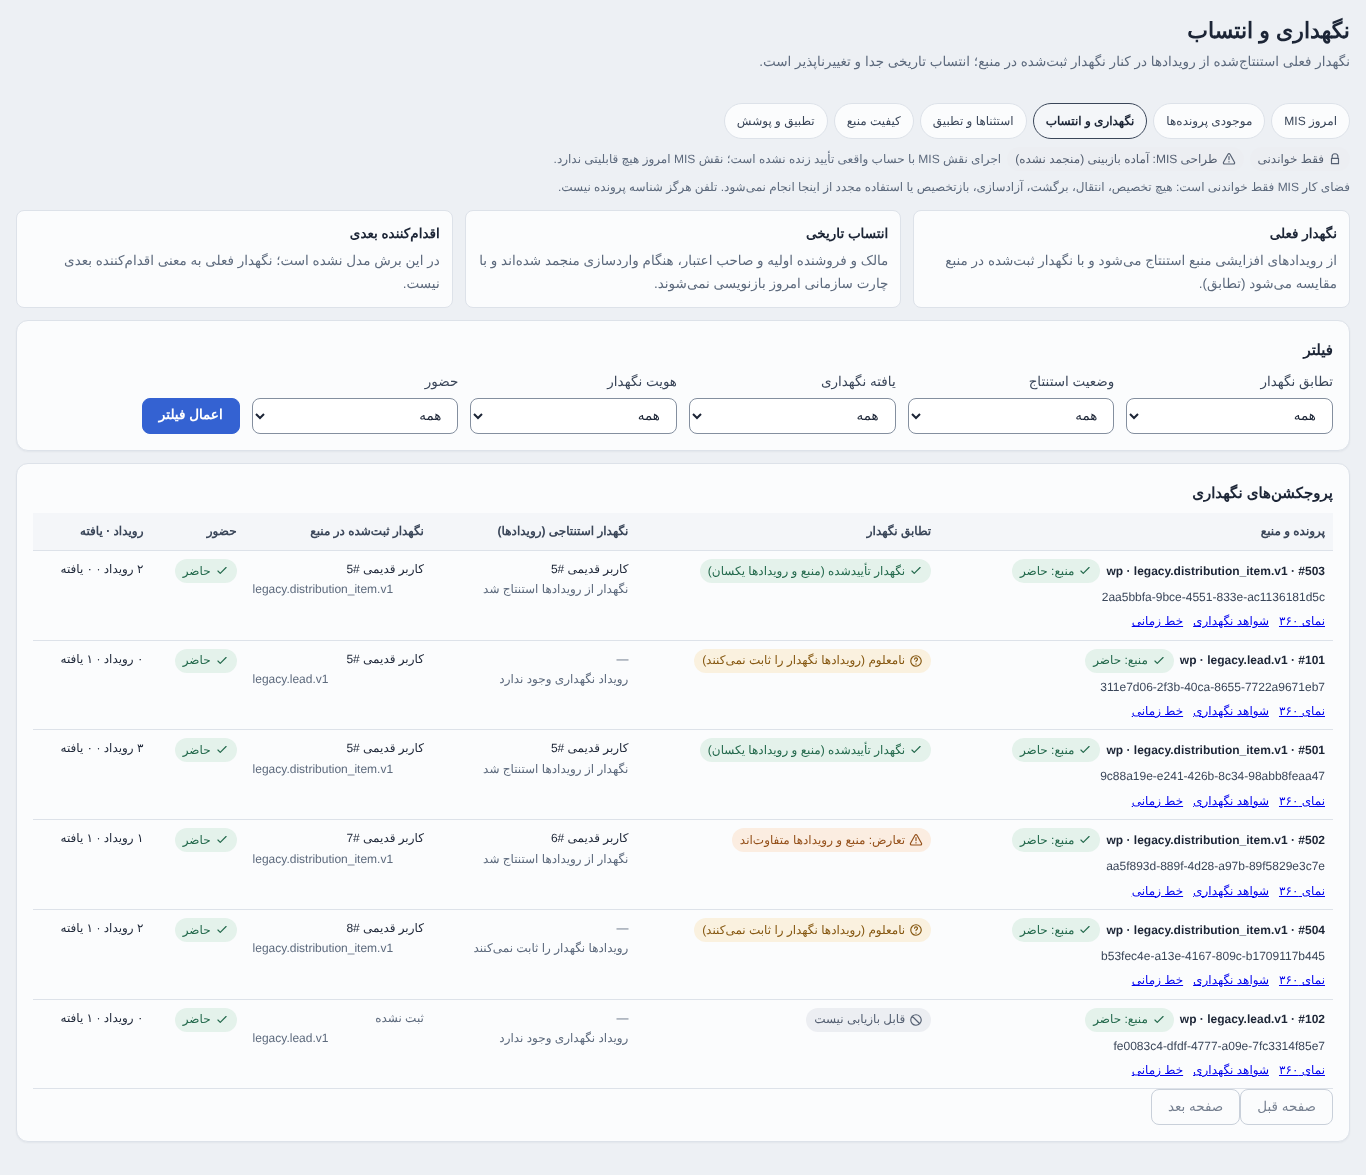 نگهداری و انتساب
نگهدار فعلی استنتاج‌شده از رویدادها در کنار نگهدار ثبت‌شده در منبع؛ انتساب تاریخی جدا و تغییرناپذیر است.
امروز MIS
موجودی پرونده‌ها
نگهداری و انتساب
استثناها و تطبیق
کیفیت منبع
تطبیق و پوشش
فقط خواندنی
طراحی MIS: آماده بازبینی (منجمد نشده)
اجرای نقش MIS با حساب واقعی تأیید زنده نشده است؛ نقش MIS امروز هیچ قابلیتی ندارد.
فضای کار MIS فقط خواندنی است: هیچ تخصیص، انتقال، برگشت، آزادسازی، بازتخصیص یا استفاده مجدد از اینجا انجام نمی‌شود. تلفن هرگز شناسه پرونده نیست.
نگهدار فعلی
از رویدادهای افزایشی منبع استنتاج می‌شود و با نگهدار ثبت‌شده در منبع
مقایسه می‌شود (تطابق).
انتساب تاریخی
مالک و فروشنده اولیه و صاحب اعتبار، هنگام واردسازی منجمد شده‌اند و با
چارت سازمانی امروز بازنویسی نمی‌شوند.
اقدام‌کننده بعدی
در این برش مدل نشده است؛ نگهدار فعلی به معنی اقدام‌کننده بعدی
نیست.
فیلتر
تطابق نگهدار
وضعیت استنتاج
یافته نگهداری
هویت نگهدار
حضور
همه
همه
همه
همه
همه
اعمال فیلتر
پروجکشن‌های نگهداری
پرونده و منبع
تطابق نگهدار
نگهدار استنتاجی (رویدادها)
نگهدار ثبت‌شده در منبع
حضور
رویداد · یافته
wp · legacy.distribution_item.v1 · #503
منبع: حاضر
2aa5bbfa-9bce-4551-833e-ac1136181d5c
نمای ۳۶۰ شواهد نگهداری خط زمانی
نگهدار تأییدشده (منبع و رویدادها یکسان)
کاربر قدیمی #5
نگهدار از رویدادها استنتاج شد
کاربر قدیمی #5
legacy.distribution_item.v1
حاضر
۲ رویداد · ۰ یافته
wp · legacy.lead.v1 · #101
منبع: حاضر
311e7d06-2f3b-40ca-8655-7722a9671eb7
نمای ۳۶۰ شواهد نگهداری خط زمانی
نامعلوم (رویدادها نگهدار را ثابت نمی‌کنند)
—
رویداد نگهداری وجود ندارد
کاربر قدیمی #5
legacy.lead.v1
حاضر
۰ رویداد · ۱ یافته
wp · legacy.distribution_item.v1 · #501
منبع: حاضر
9c88a19e-e241-426b-8c34-98abb8feaa47
نمای ۳۶۰ شواهد نگهداری خط زمانی
نگهدار تأییدشده (منبع و رویدادها یکسان)
کاربر قدیمی #5
نگهدار از رویدادها استنتاج شد
کاربر قدیمی #5
legacy.distribution_item.v1
حاضر
۳ رویداد · ۰ یافته
wp · legacy.distribution_item.v1 · #502
منبع: حاضر
aa5f893d-889f-4d28-a97b-89f5829e3c7e
نمای ۳۶۰ شواهد نگهداری خط زمانی
تعارض: منبع و رویدادها متفاوت‌اند
کاربر قدیمی #6
نگهدار از رویدادها استنتاج شد
کاربر قدیمی #7
legacy.distribution_item.v1
حاضر
۱ رویداد · ۱ یافته
wp · legacy.distribution_item.v1 · #504
منبع: حاضر
b53fec4e-a13e-4167-809c-b1709117b445
نمای ۳۶۰ شواهد نگهداری خط زمانی
نامعلوم (رویدادها نگهدار را ثابت نمی‌کنند)
—
رویدادها نگهدار را ثابت نمی‌کنند
کاربر قدیمی #8
legacy.distribution_item.v1
حاضر
۲ رویداد · ۱ یافته
wp · legacy.lead.v1 · #102
منبع: حاضر
fe0083c4-dfdf-4777-a09e-7fc3314f85e7
نمای ۳۶۰ شواهد نگهداری خط زمانی
قابل بازیابی نیست
—
رویداد نگهداری وجود ندارد
ثبت نشده
legacy.lead.v1
حاضر
۰ رویداد · ۱ یافته
صفحه قبل
صفحه بعد